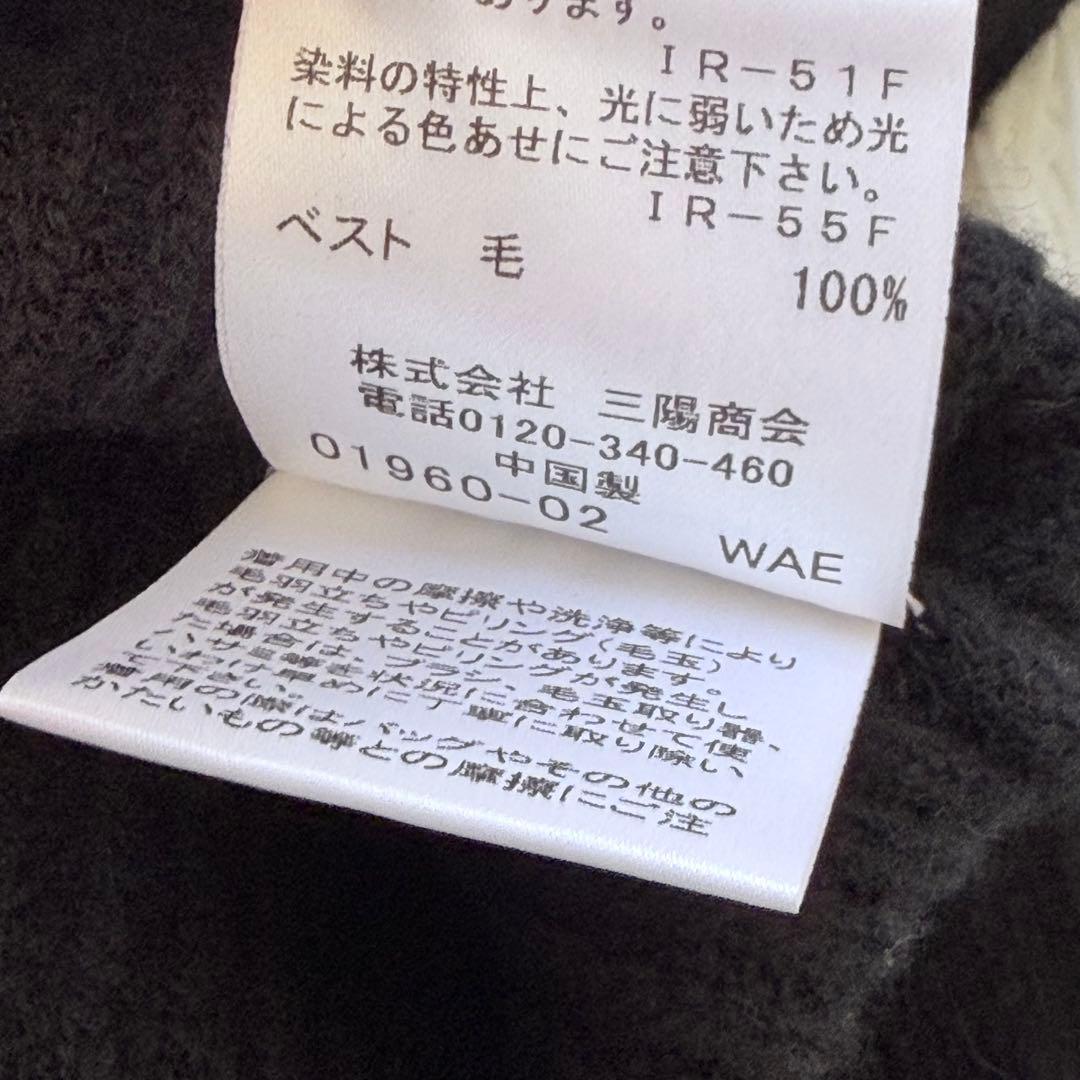 あります。
IR-51F
染料の特性上、光に弱いため光
による色あせにご注意下さい。
IR-55F
ベスト 毛 100%
株式会社 三陽商会
電話0120-340-460
中国製
01960-02
WAE
着用中の摩擦や洗浄等により
毛羽立ちやピリング(毛玉)
が発生することがあります。
毛羽立ちやピリングが発生し
た場合は、ブラシ、毛玉取り器、
ハサミ等を状況に合わせて使
い分け早めに丁寧に取り除い
て下さい。
着用の際はバッグやその他の
かたいもの等との摩擦にご注